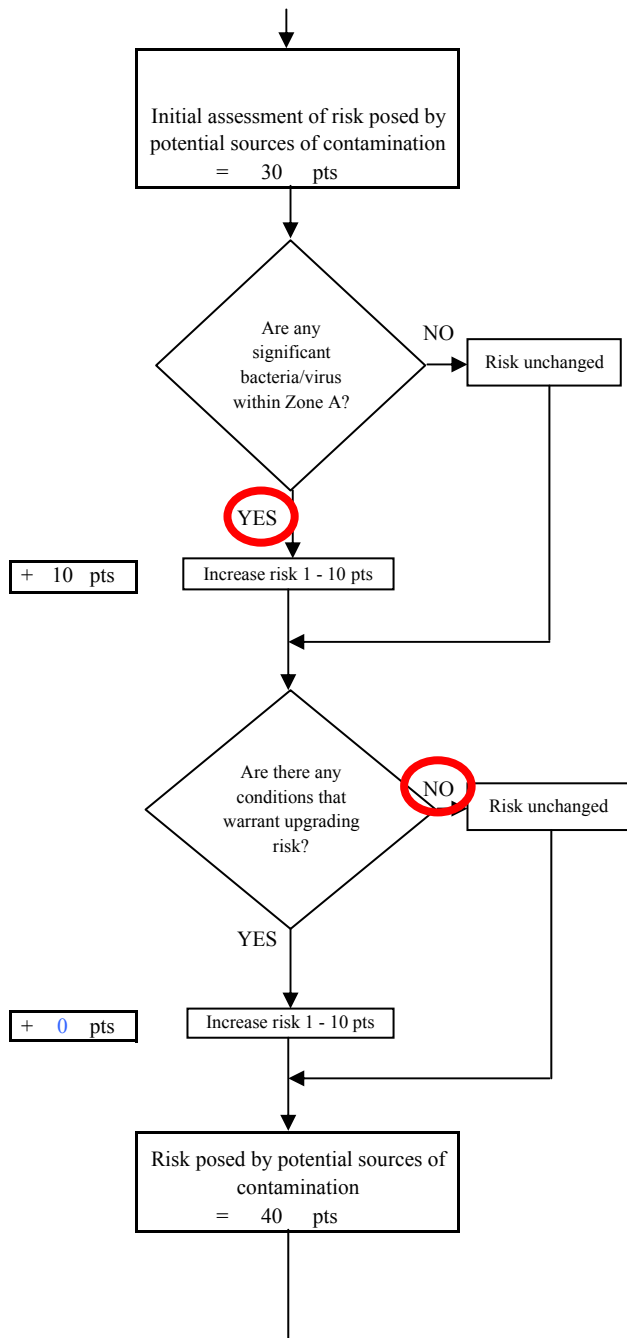 Initial assessment of risk posed by
potential sources of contamination
= 30 pts
Are any
significant
bacteria/virus
within Zone A?
NO
Risk unchanged
YES
+ 10 pts
Increase risk 1 - 10 pts
Are there any
conditions that
warrant upgrading
risk?
NO
Risk unchanged
YES
+ 0 pts
Increase risk 1 - 10 pts
Risk posed by potential sources of
contamination
= 40 pts